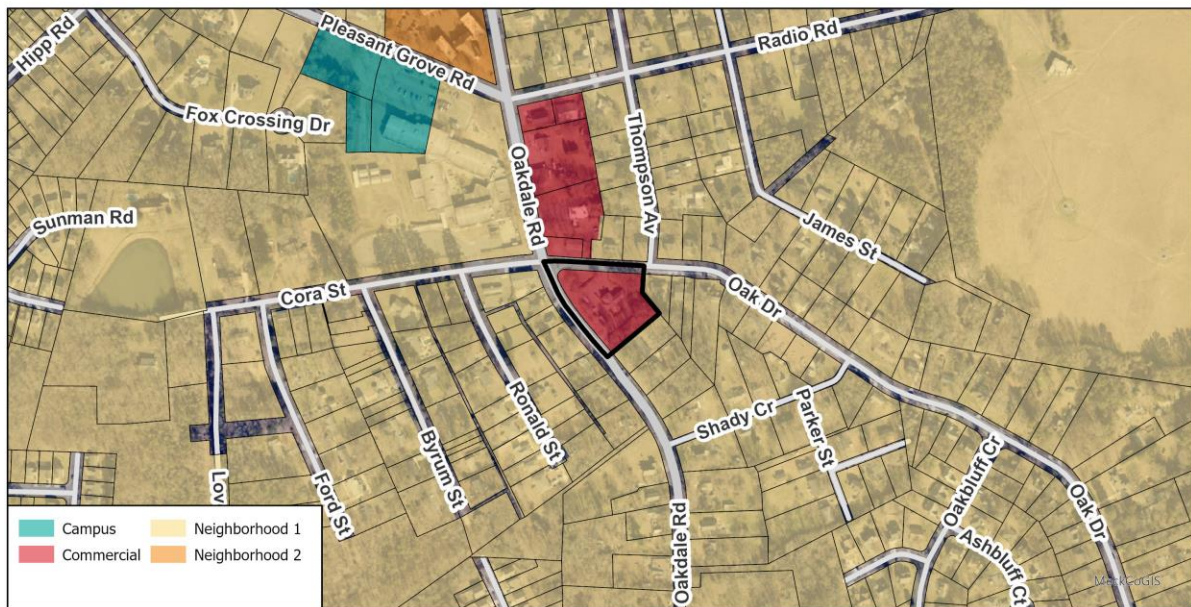 Hipp Rd
Pleasant Grove Rd
Radio Rd
Fox Crossing Dr
Oakdale Rd
Thompson Av
James St
Sunman Rd
Cora St
Oak Dr
Ronald St
Byrum St
Shady Cr
Parker St
Lov
Ford St
Oakdale Rd
Oakbluff Cr
Oak Dr
Ashbluff Ct
Campus
Neighborhood 1
Commercial
Neighborhood 2
MeckCoGIS